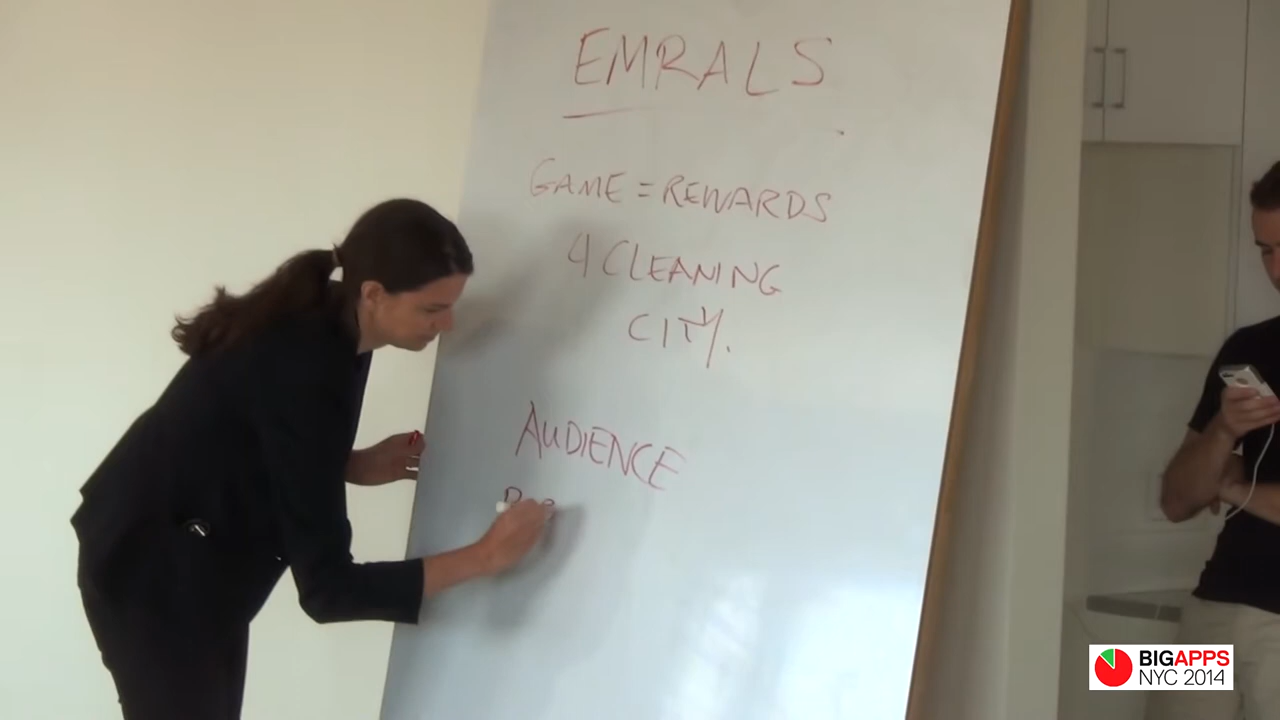 EMRALS
GAME = REWARDS
4 CLEANING
CITY.
AUDIENCE
BIGAPPS
NYC 2014